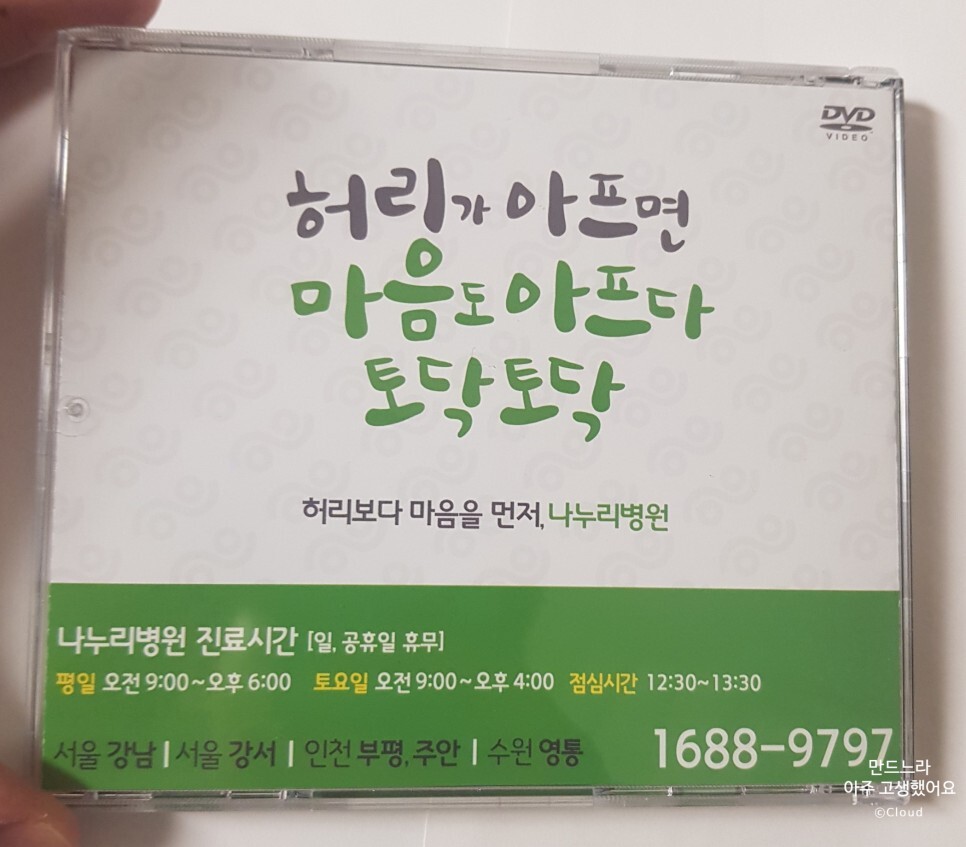 DVD
VIDEO
허리가 아프면
마음도 아프다
토닥토닥
허리보다 마음을 먼저, 나누리병원
나누리병원 진료시간 [일, 공휴일 휴무]
평일 오전 9:00~오후 6:00 토요일 오전 9:00~오후 4:00 점심시간 12:30~13:30
서울 강남 | 서울 강서 | 인천 부평, 주안 | 수원 영통 1688-9797
만드느라
아주 고생했어요
©Cloud